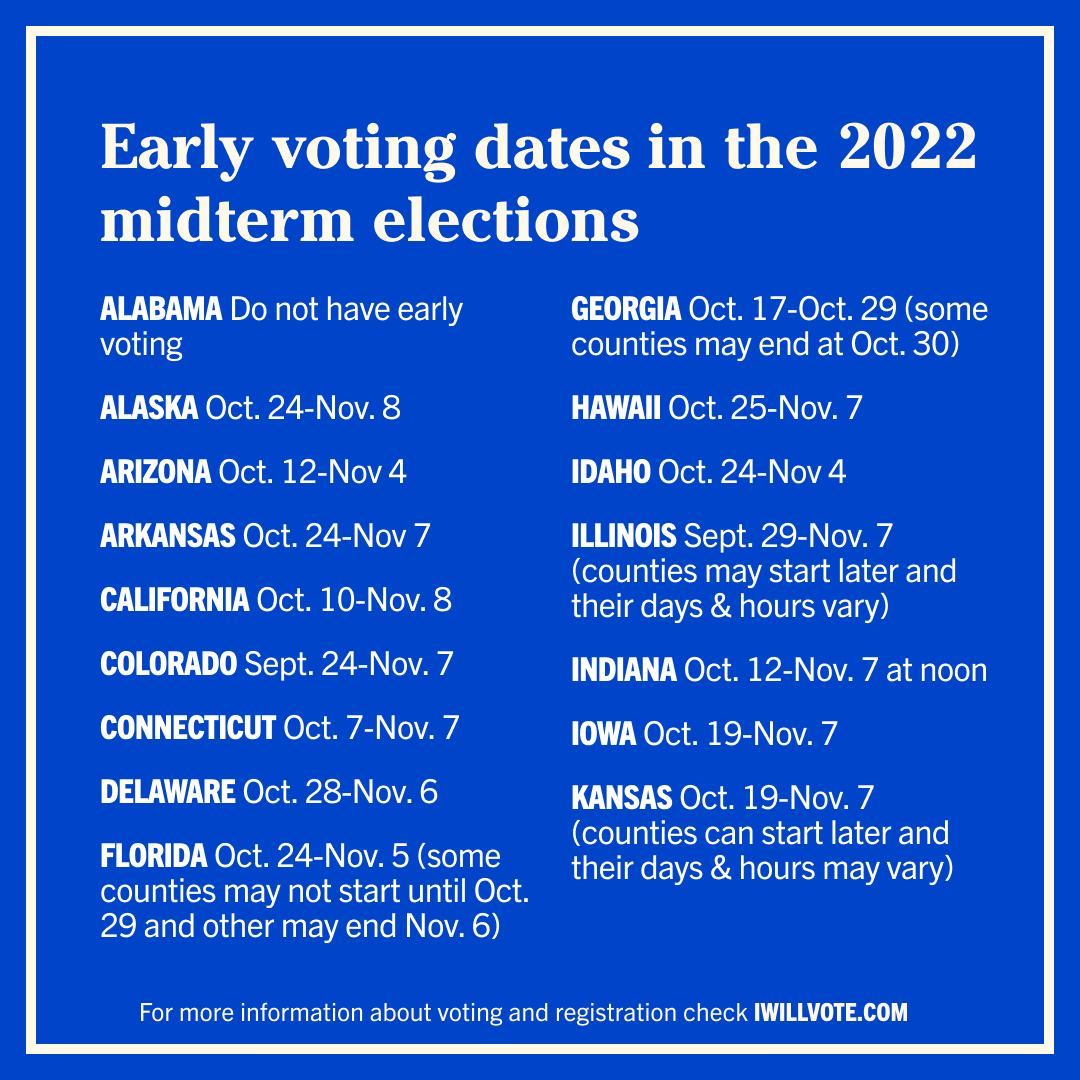 Early voting dates in the 2022
midterm elections
ALABAMA Do not have early
voting
ALASKA Oct. 24-Nov. 8
ARIZONA Oct. 12-Nov 4
ARKANSAS Oct. 24-Nov 7
CALIFORNIA Oct. 10-Nov. 8
COLORADO Sept. 24-Nov. 7
CONNECTICUT Oct. 7-Nov. 7
DELAWARE Oct. 28-Nov. 6
FLORIDA Oct. 24-Nov. 5 (some
counties may not start until Oct.
29 and other may end Nov. 6)
GEORGIA Oct. 17-Oct. 29 (some
counties may end at Oct. 30)
HAWAII Oct. 25-Nov. 7
IDAHO Oct. 24-Nov 4
ILLINOIS Sept. 29-Nov. 7
(counties may start later and
their days & hours vary)
INDIANA Oct. 12-Nov. 7 at noon
IOWA Oct. 19-Nov. 7
KANSAS Oct. 19-Nov. 7
(counties can start later and
their days & hours may vary)
For more information about voting and registration check IWILLVOTE.COM